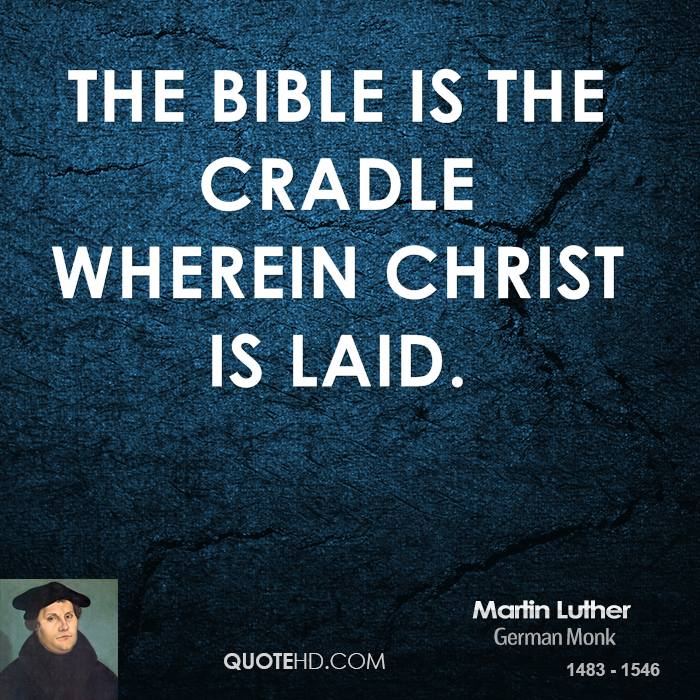 THE BIBLE IS THE
CRADLE
WHEREIN CHRIST
IS LAID.
Martin Luther
German Monk
QUOTEHD.COM
1483 - 1546